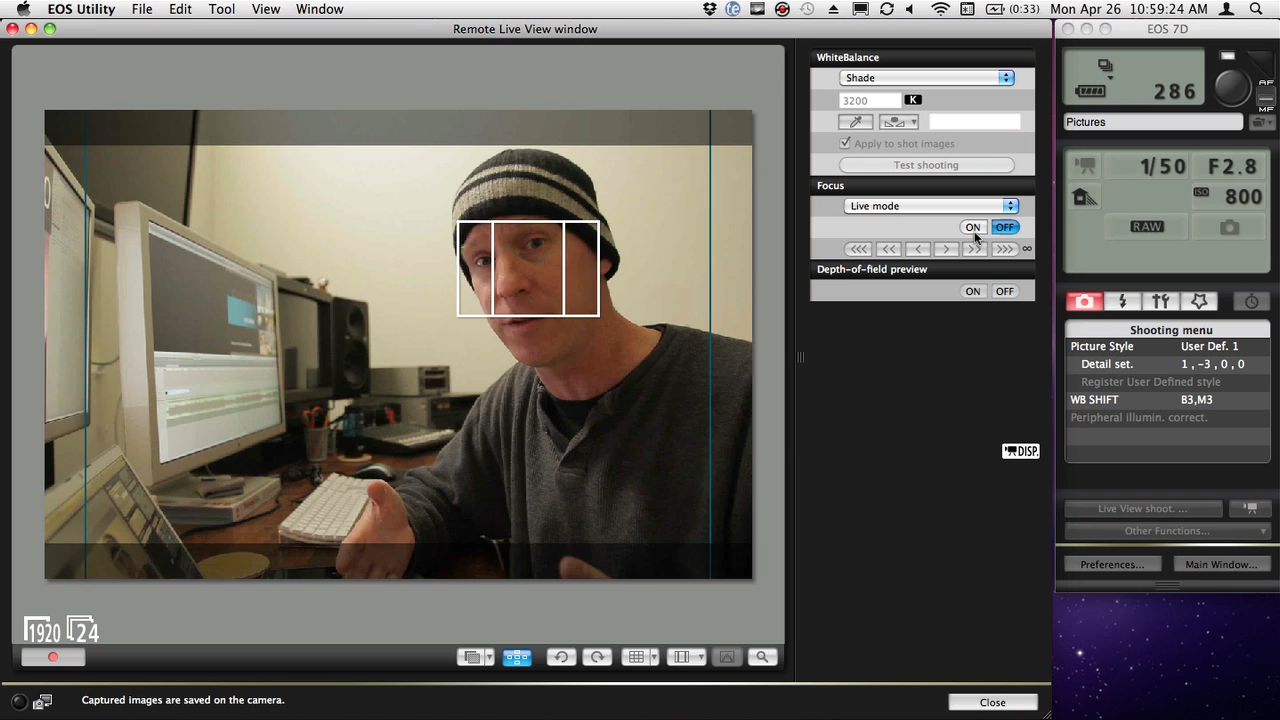 EOS Utility File Edit Tool View Window (0:33) Mon Apr 26 10:59:24 AM
Remote Live View window
EOS 7D
WhiteBalance
Shade
3200 K
Apply to shot images
Test shooting
Focus
Live mode
ON OFF
<<< << < > >> >>> ∞
Depth-of-field preview
ON OFF
DISP.
1920 24
Captured images are saved on the camera.
Close
286
AF
MF
Pictures
1/50 F2.8
ISO 800
RAW
Shooting menu
Picture Style User Def. 1
Detail set. 1 , −3 , 0 , 0
Register User Defined style
WB SHIFT B3,M3
Peripheral illumin. correct.
Live View shoot. ...
Other Functions...
Preferences... Main Window...